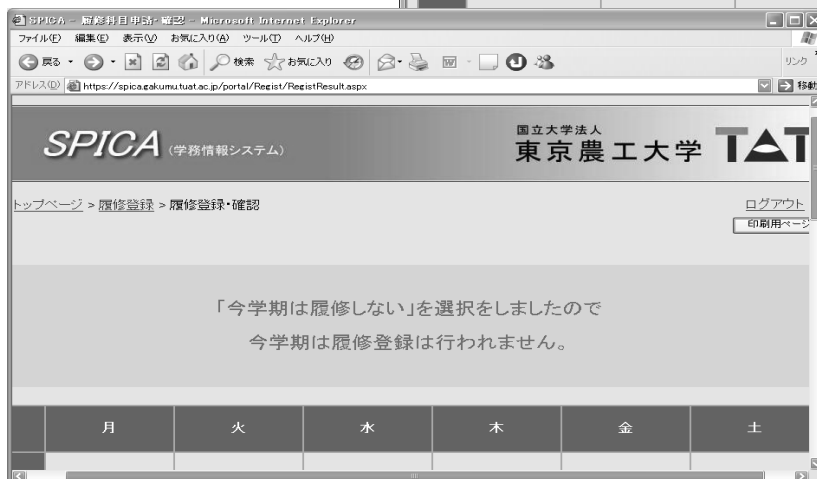 SPICA - 履修科目申請・確認 - Microsoft Internet Explorer
ファイル(F) 編集(E) 表示(V) お気に入り(A) ツール(T) ヘルプ(H)
戻る 検索 お気に入り リンク
アドレス(D) https://spica.gakumu.tuat.ac.jp/portal/Regist/RegistResult.aspx 移動
SPICA (学務情報システム) 国立大学法人
東京農工大学 TAT
トップページ > 履修登録 > 履修登録・確認 ログアウト
印刷用ページ
「今学期は履修しない」を選択をしましたので
今学期は履修登録は行われません。
月 火 水 木 金 土